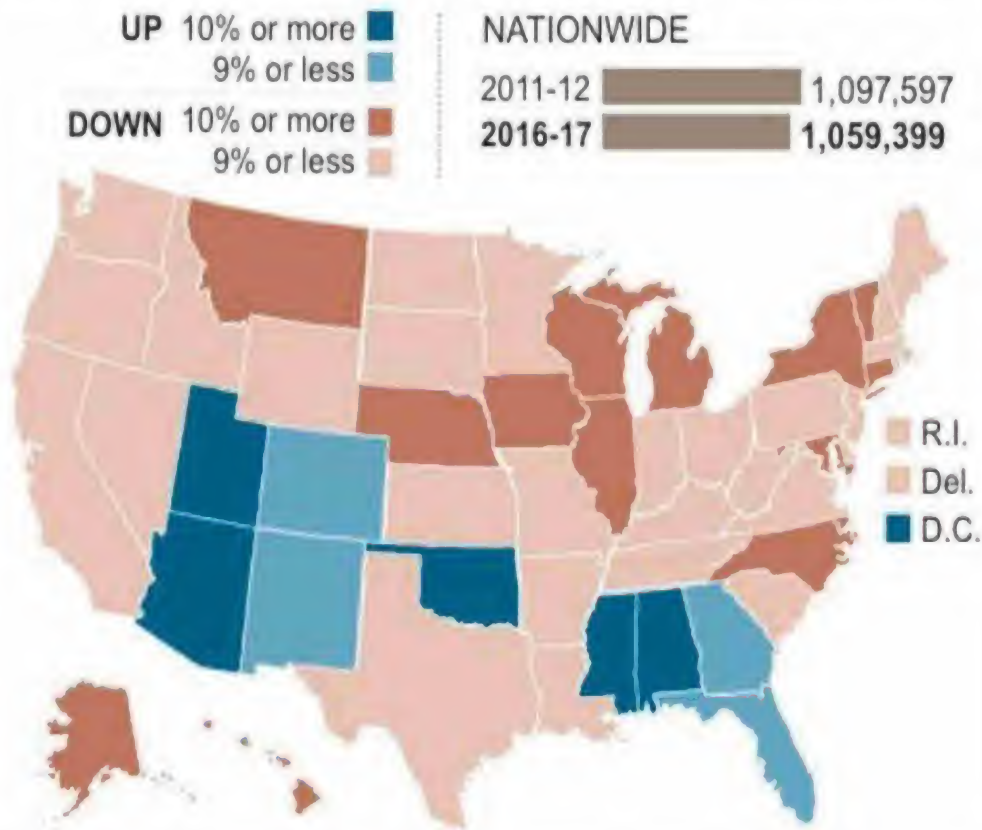 UP 10% or more
9% or less
DOWN 10% or more
9% or less
NATIONWIDE
2011-12 1,097,597
2016-17 1,059,399
R.I.
Del.
D.C.